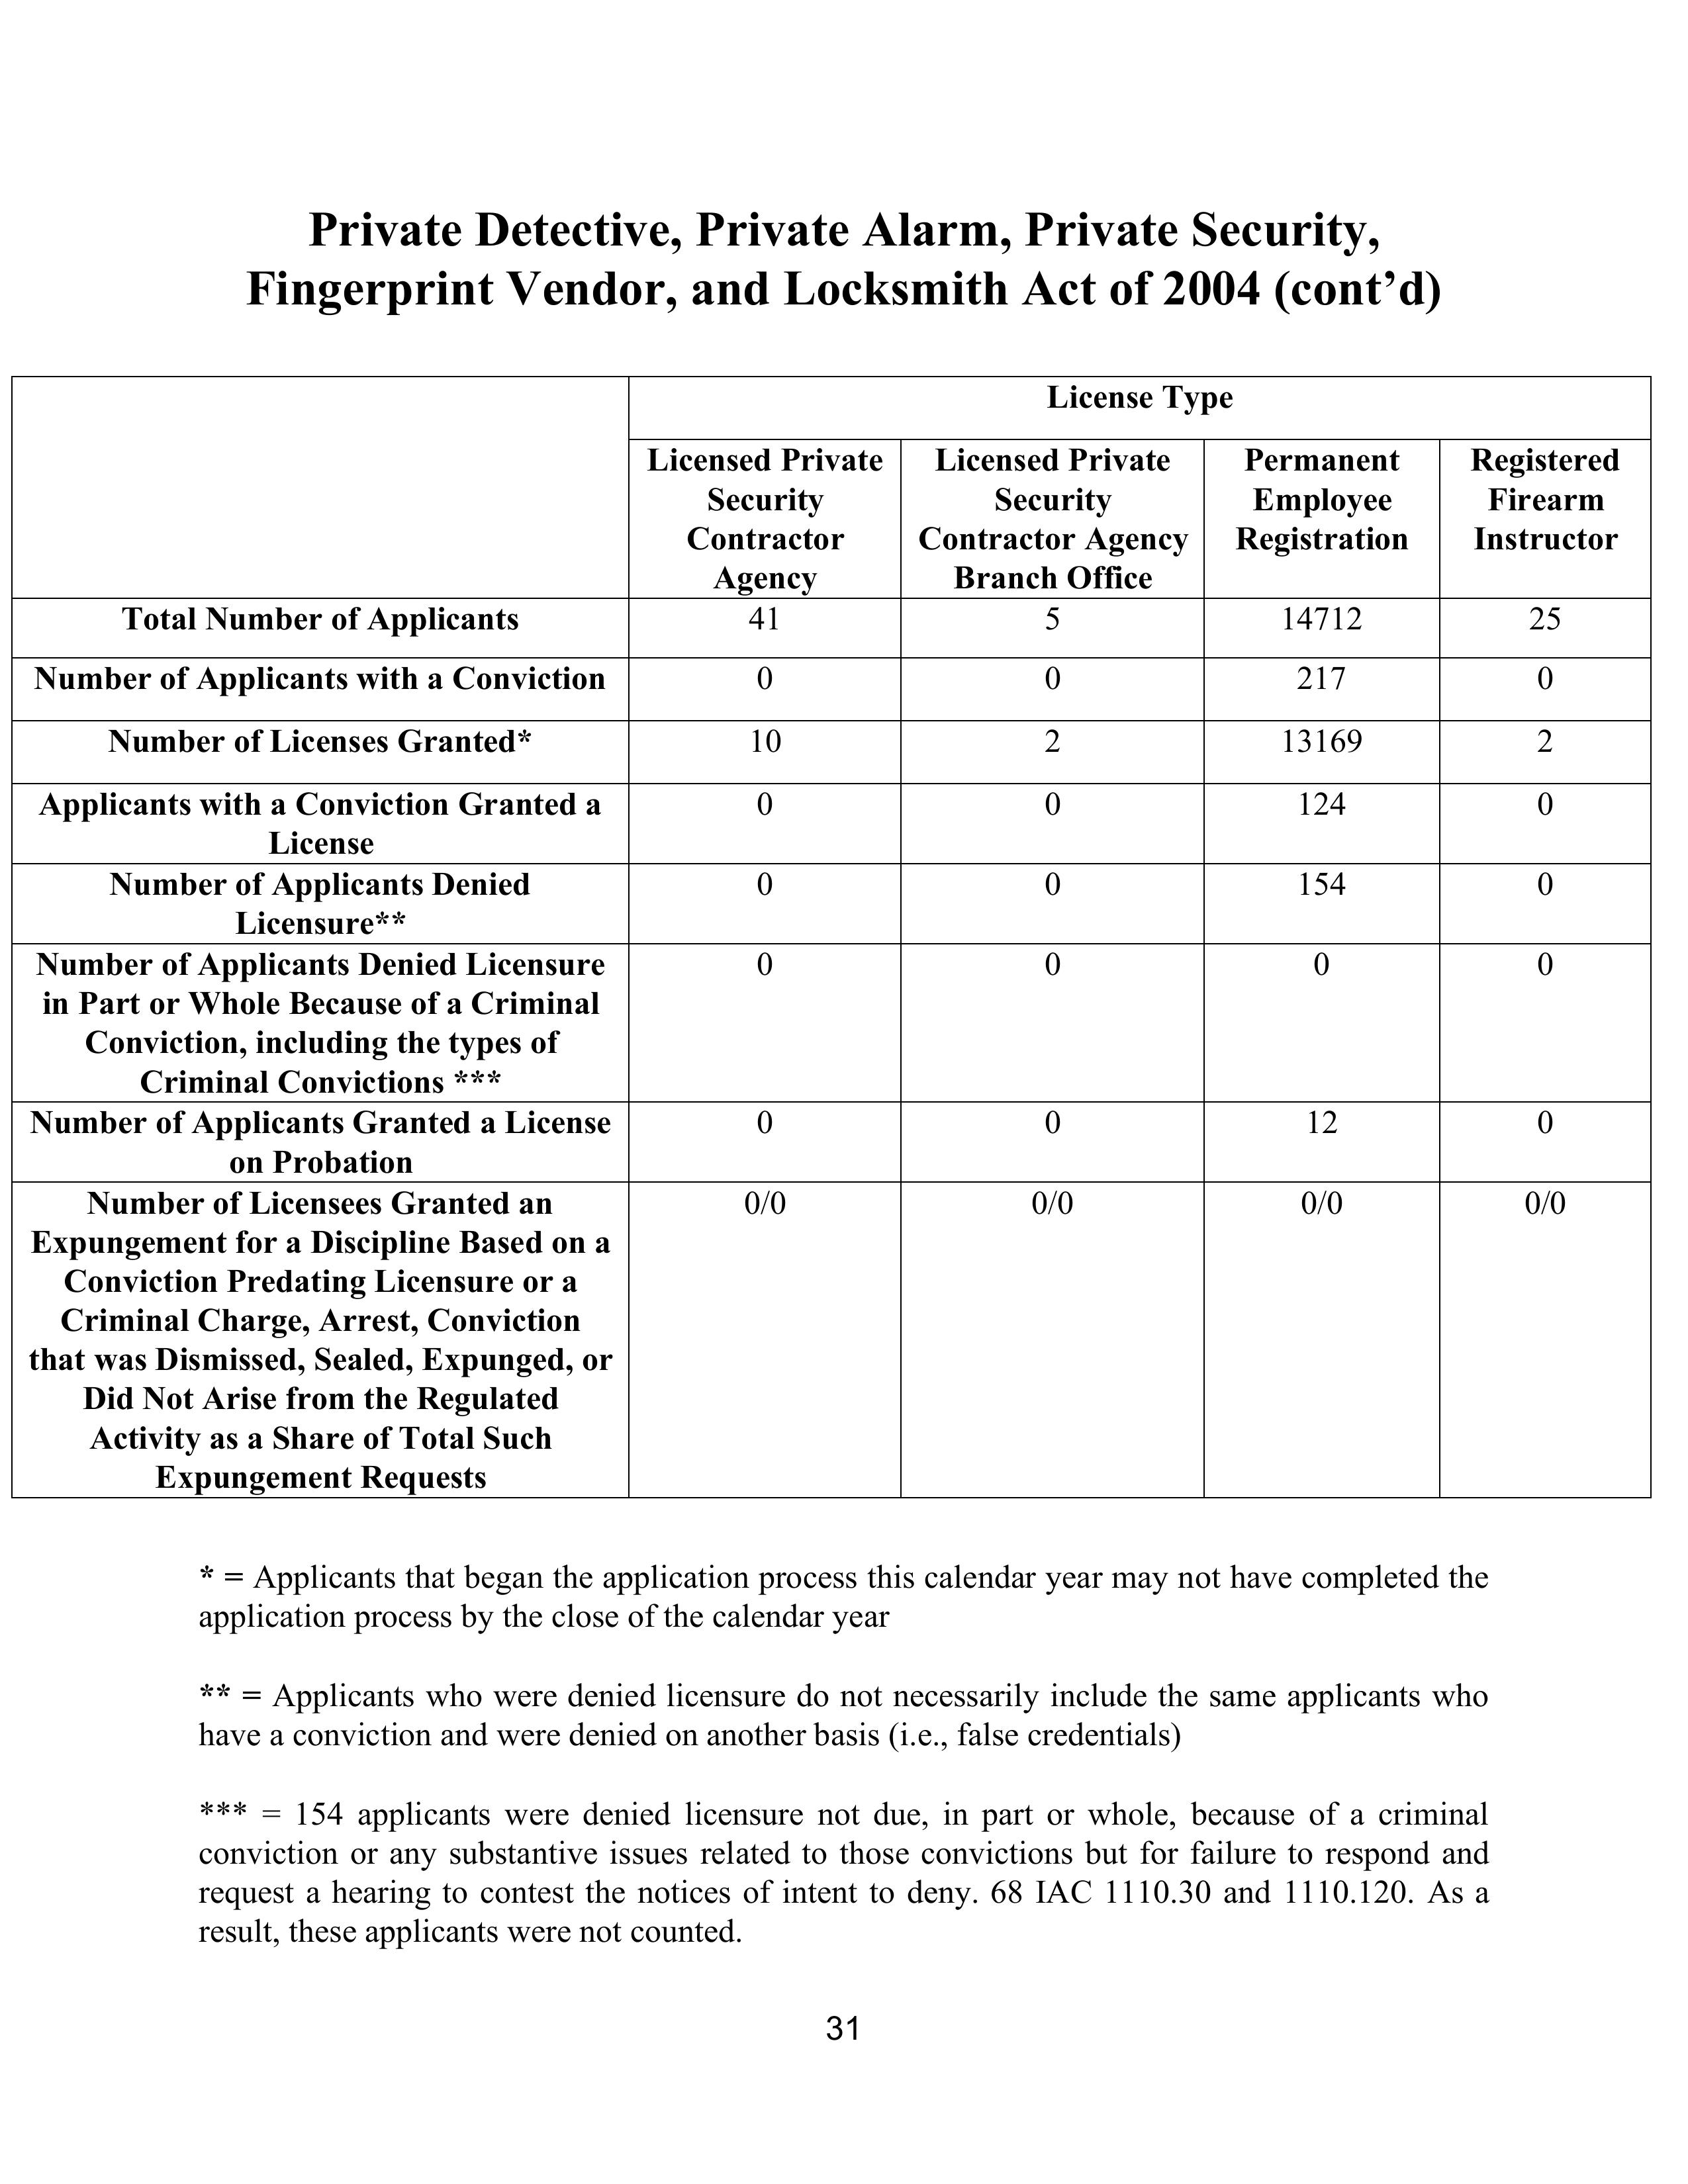 Private Detective, Private Alarm, Private Security,
Fingerprint Vendor, and Locksmith Act of 2004 (cont’d)
License Type
Licensed Private
Security
Contractor
Agency
Licensed Private
Security
Contractor Agency
Branch Office
Permanent
Employee
Registration
Registered
Firearm
Instructor
Total Number of Applicants 41 5 14712 25
Number of Applicants with a Conviction 0 0 217 0
Number of Licenses Granted* 10 2 13169 2
Applicants with a Conviction Granted a 0 0 124 0
License
Number of Applicants Denied 0 0 154 0
Licensure**
Number of Applicants Denied Licensure 0 0 0 0
in Part or Whole Because of a Criminal
Conviction, including the types of
Criminal Convictions ***
Number of Applicants Granted a License 0 0 12 0
on Probation
Number of Licensees Granted an 0/0 0/0 0/0 0/0
Expungement for a Discipline Based on a
Conviction Predating Licensure or a
Criminal Charge, Arrest, Conviction
that was Dismissed, Sealed, Expunged, or
Did Not Arise from the Regulated
Activity as a Share of Total Such
Expungement Requests
* = Applicants that began the application process this calendar year may not have completed the
application process by the close of the calendar year
** = Applicants who were denied licensure do not necessarily include the same applicants who
have a conviction and were denied on another basis (i.e., false credentials)
*** = 154 applicants were denied licensure not due, in part or whole, because of a criminal
conviction or any substantive issues related to those convictions but for failure to respond and
request a hearing to contest the notices of intent to deny. 68 IAC 1110.30 and 1110.120. As a
result, these applicants were not counted.
31